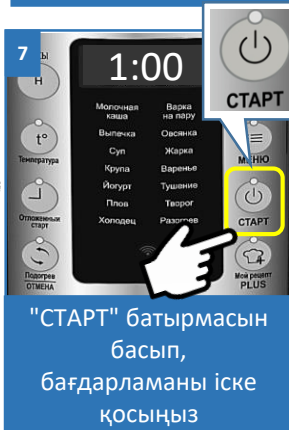 7
Ы
Н
1:00
СТАРТ
Молочная каша
Варка на пару
Выпечка
Овсянка
Суп
Жарка
Крупа
Варенье
Йогурт
Тушение
Плов
Творог
Холодец
Разогрев
t°
Температура
Отложенный старт
Подогрев
ОТМЕНА
МЕНЮ
СТАРТ
Мой рецепт
PLUS
"СТАРТ" батырмасын
басып,
бағдарламаны іске
қосыңыз